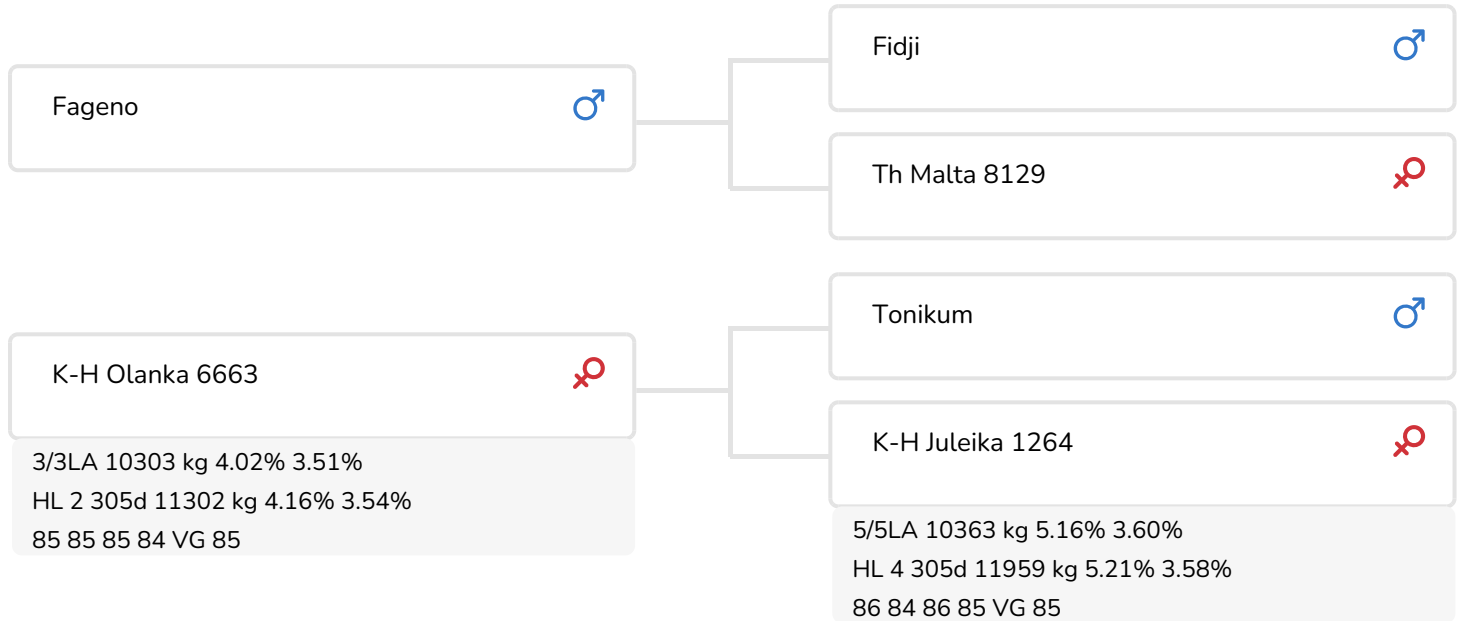 Fageno
Fidji
Th Malta 8129
K-H Olanka 6663
3/3LA 10303 kg 4.02% 3.51%
HL 2 305d 11302 kg 4.16% 3.54%
85 85 85 84 VG 85
Tonikum
K-H Juleika 1264
5/5LA 10363 kg 5.16% 3.60%
HL 4 305d 11959 kg 5.21% 3.58%
86 84 86 85 VG 85